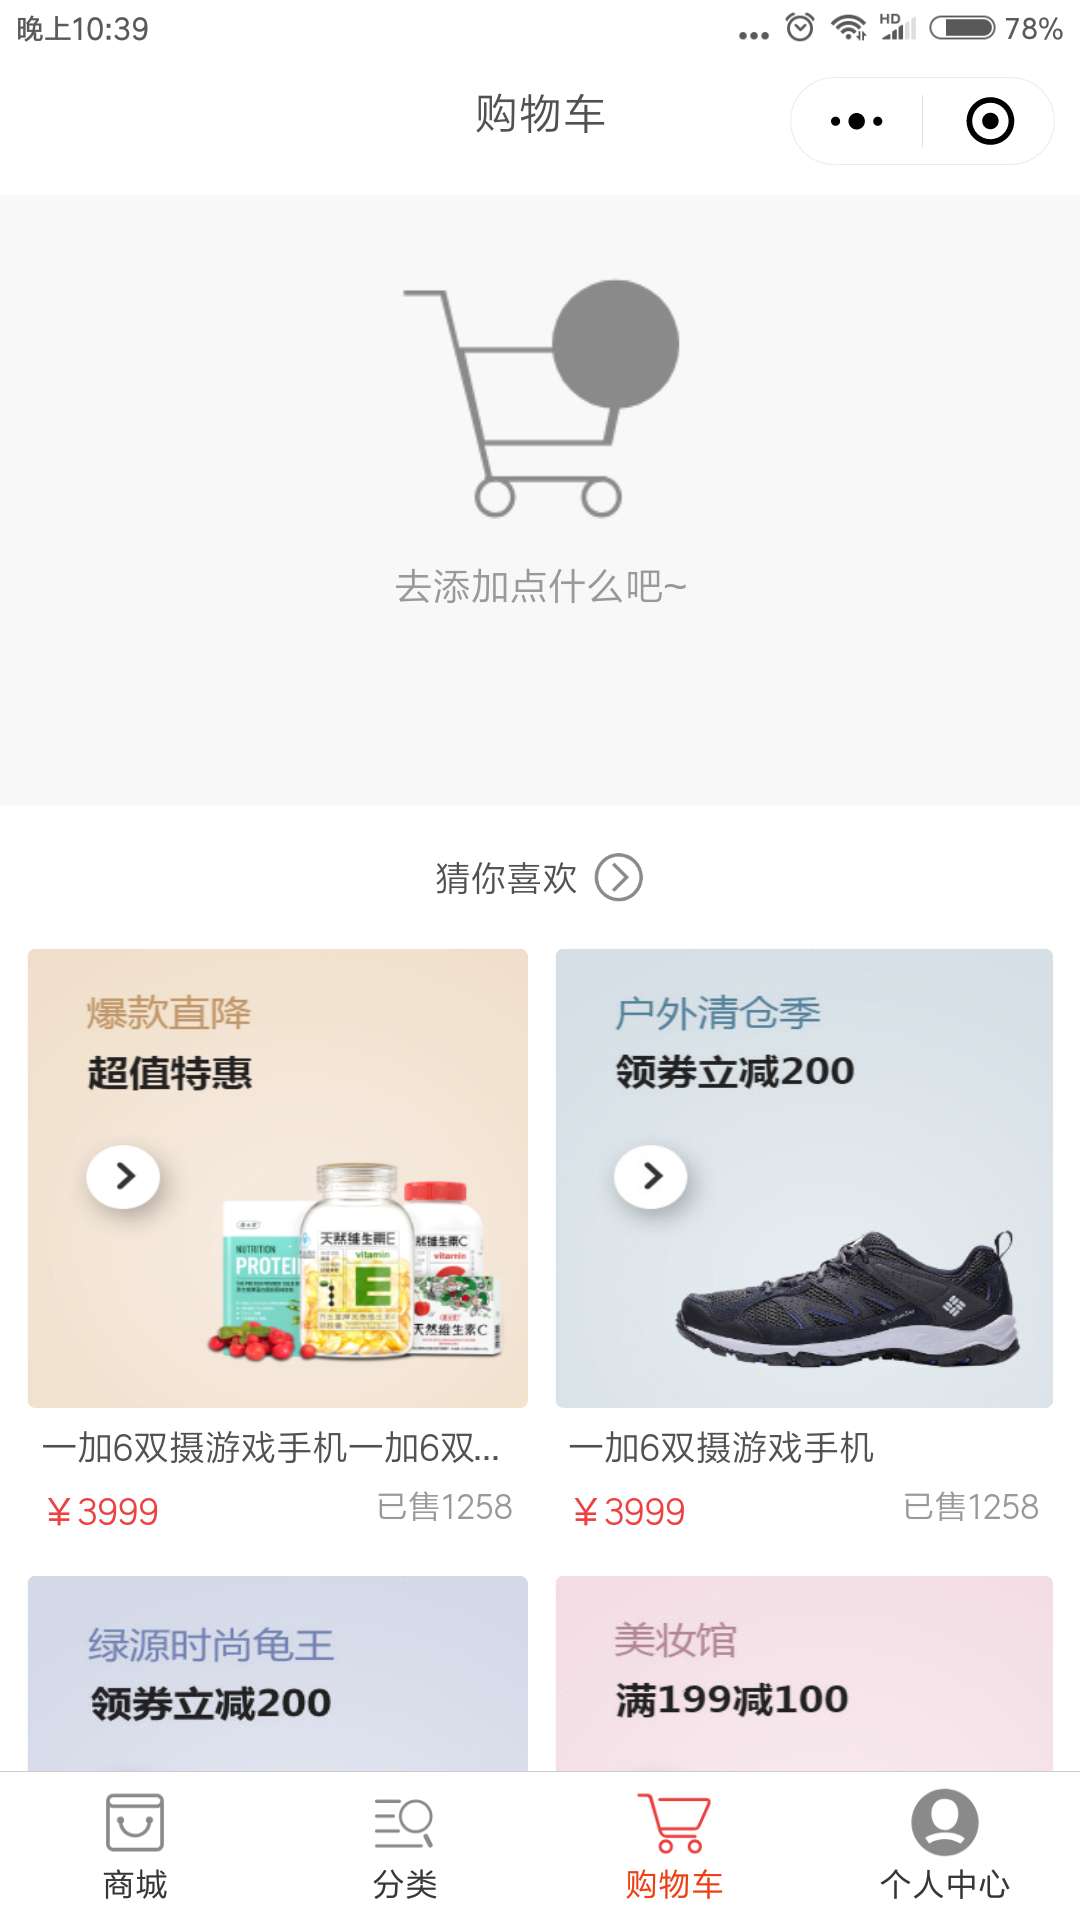 晚上10:39
HD
78%
购物车
去添加点什么吧~
猜你喜欢
爆款直降
超值特惠
NUTRITION
PROTEIN
天然维生素E
vitamin
E
天然维生素C
vitamin
天然维生素C
户外清仓季
领券立减200
Columbia
一加6双摄游戏手机一加6双...
¥3999
已售1258
一加6双摄游戏手机
¥3999
已售1258
绿源时尚龟王
领券立减200
美妆馆
满199减100
商城
分类
购物车
个人中心